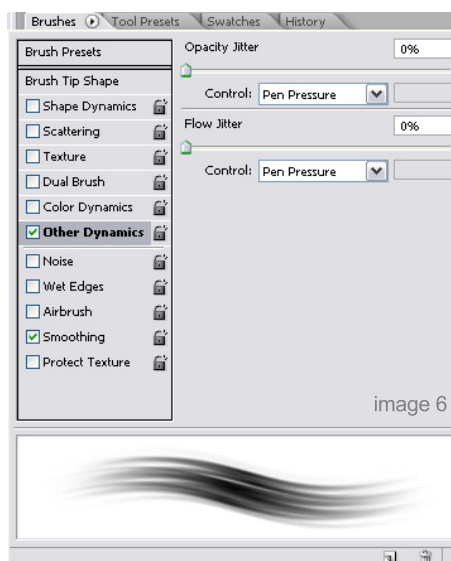 Brushes Tool Presets Swatches History
Brush Presets
Brush Tip Shape
Shape Dynamics
Scattering
Texture
Dual Brush
Color Dynamics
Other Dynamics
Noise
Wet Edges
Airbrush
Smoothing
Protect Texture
Opacity Jitter 0%
Control: Pen Pressure
Flow Jitter 0%
Control: Pen Pressure
image 6